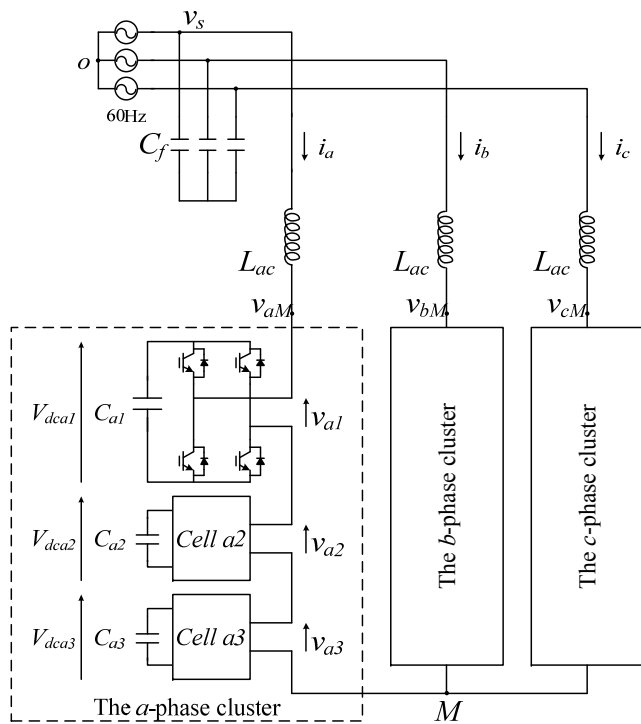 v_s
o
60Hz
C_f
i_a
i_b
i_c
L_ac
L_ac
L_ac
v_aM
v_bM
v_cM
V_dca1
C_a1
v_a1
V_dca2
C_a2
Cell a2
v_a2
V_dca3
C_a3
Cell a3
v_a3
The b-phase cluster
The c-phase cluster
The a-phase cluster
M